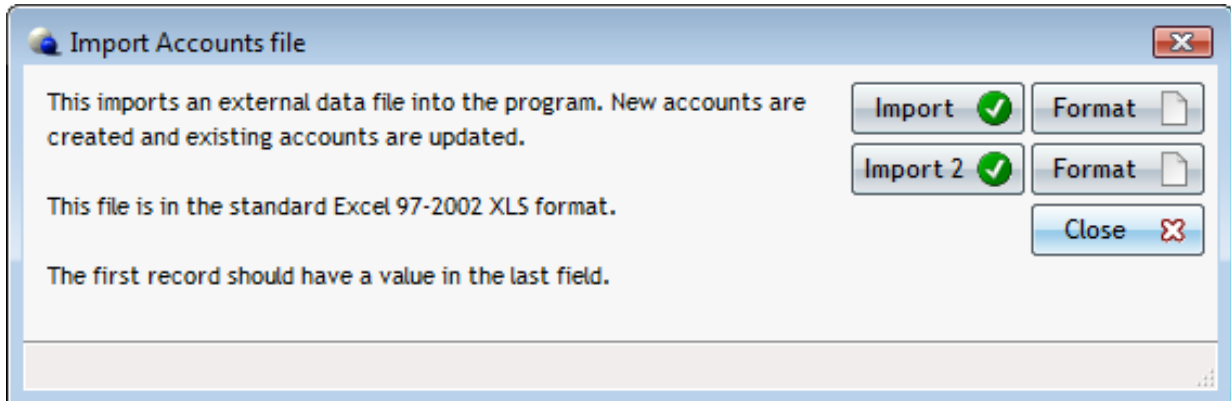 Import Accounts file
This imports an external data file into the program. New accounts are
created and existing accounts are updated.
This file is in the standard Excel 97-2002 XLS format.
The first record should have a value in the last field.
Import
Format
Import 2
Format
Close